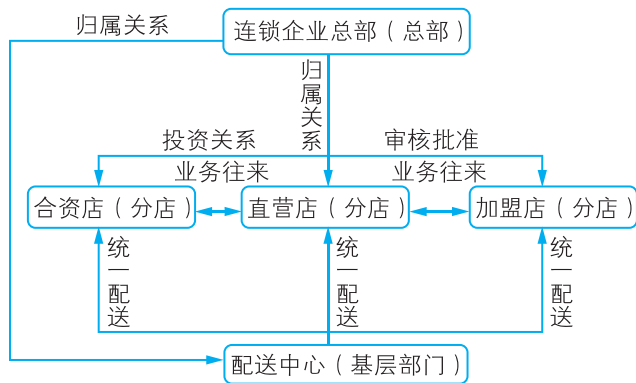 归属关系
连锁企业总部（总部）
归属关系
投资关系
审核批准
业务往来
业务往来
合资店（分店）
直营店（分店）
加盟店（分店）
统一配送
统一配送
统一配送
配送中心（基层部门）